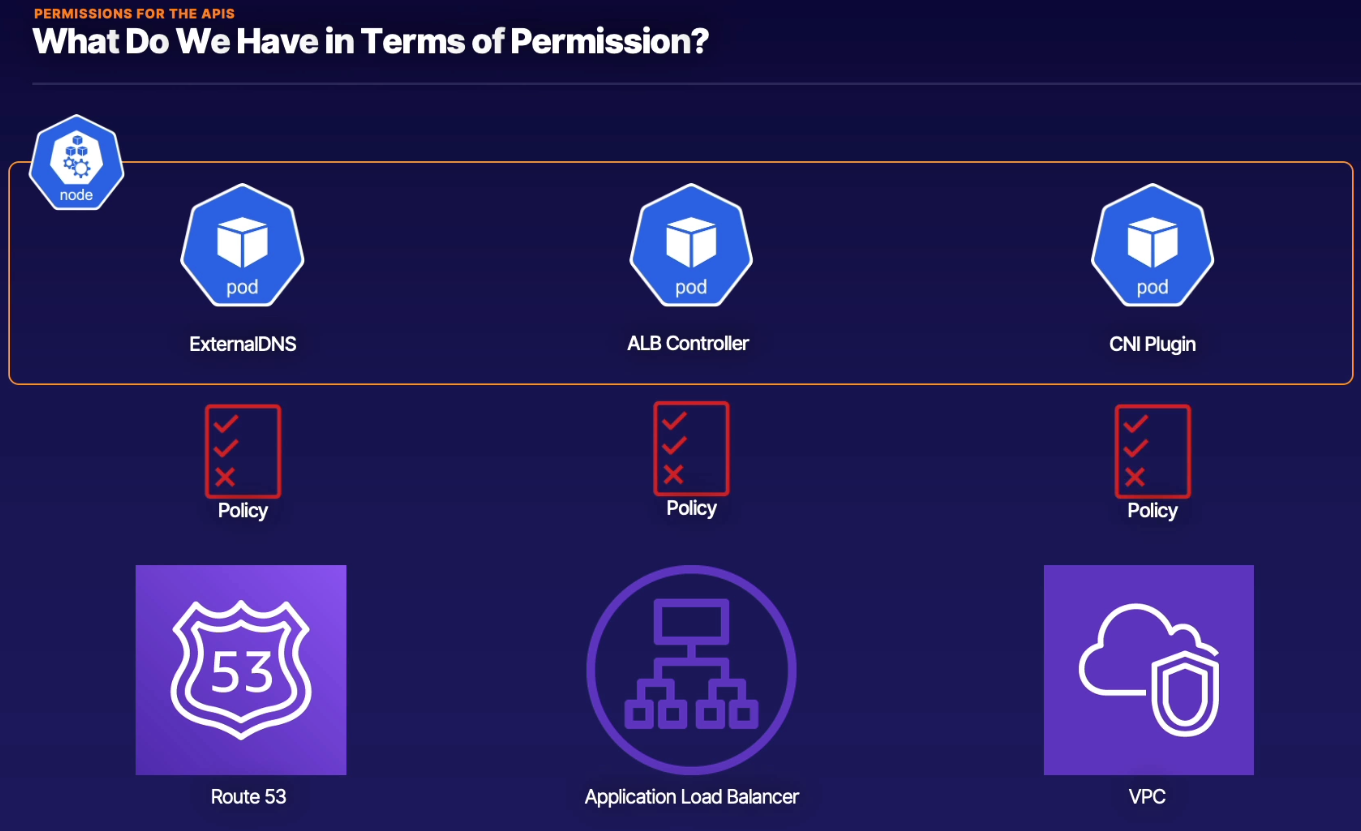 PERMISSIONS FOR THE APIS
What Do We Have in Terms of Permission?
node
pod
pod
pod
ExternalDNS
ALB Controller
CNI Plugin
Policy
Policy
Policy
53
Route 53
Application Load Balancer
VPC